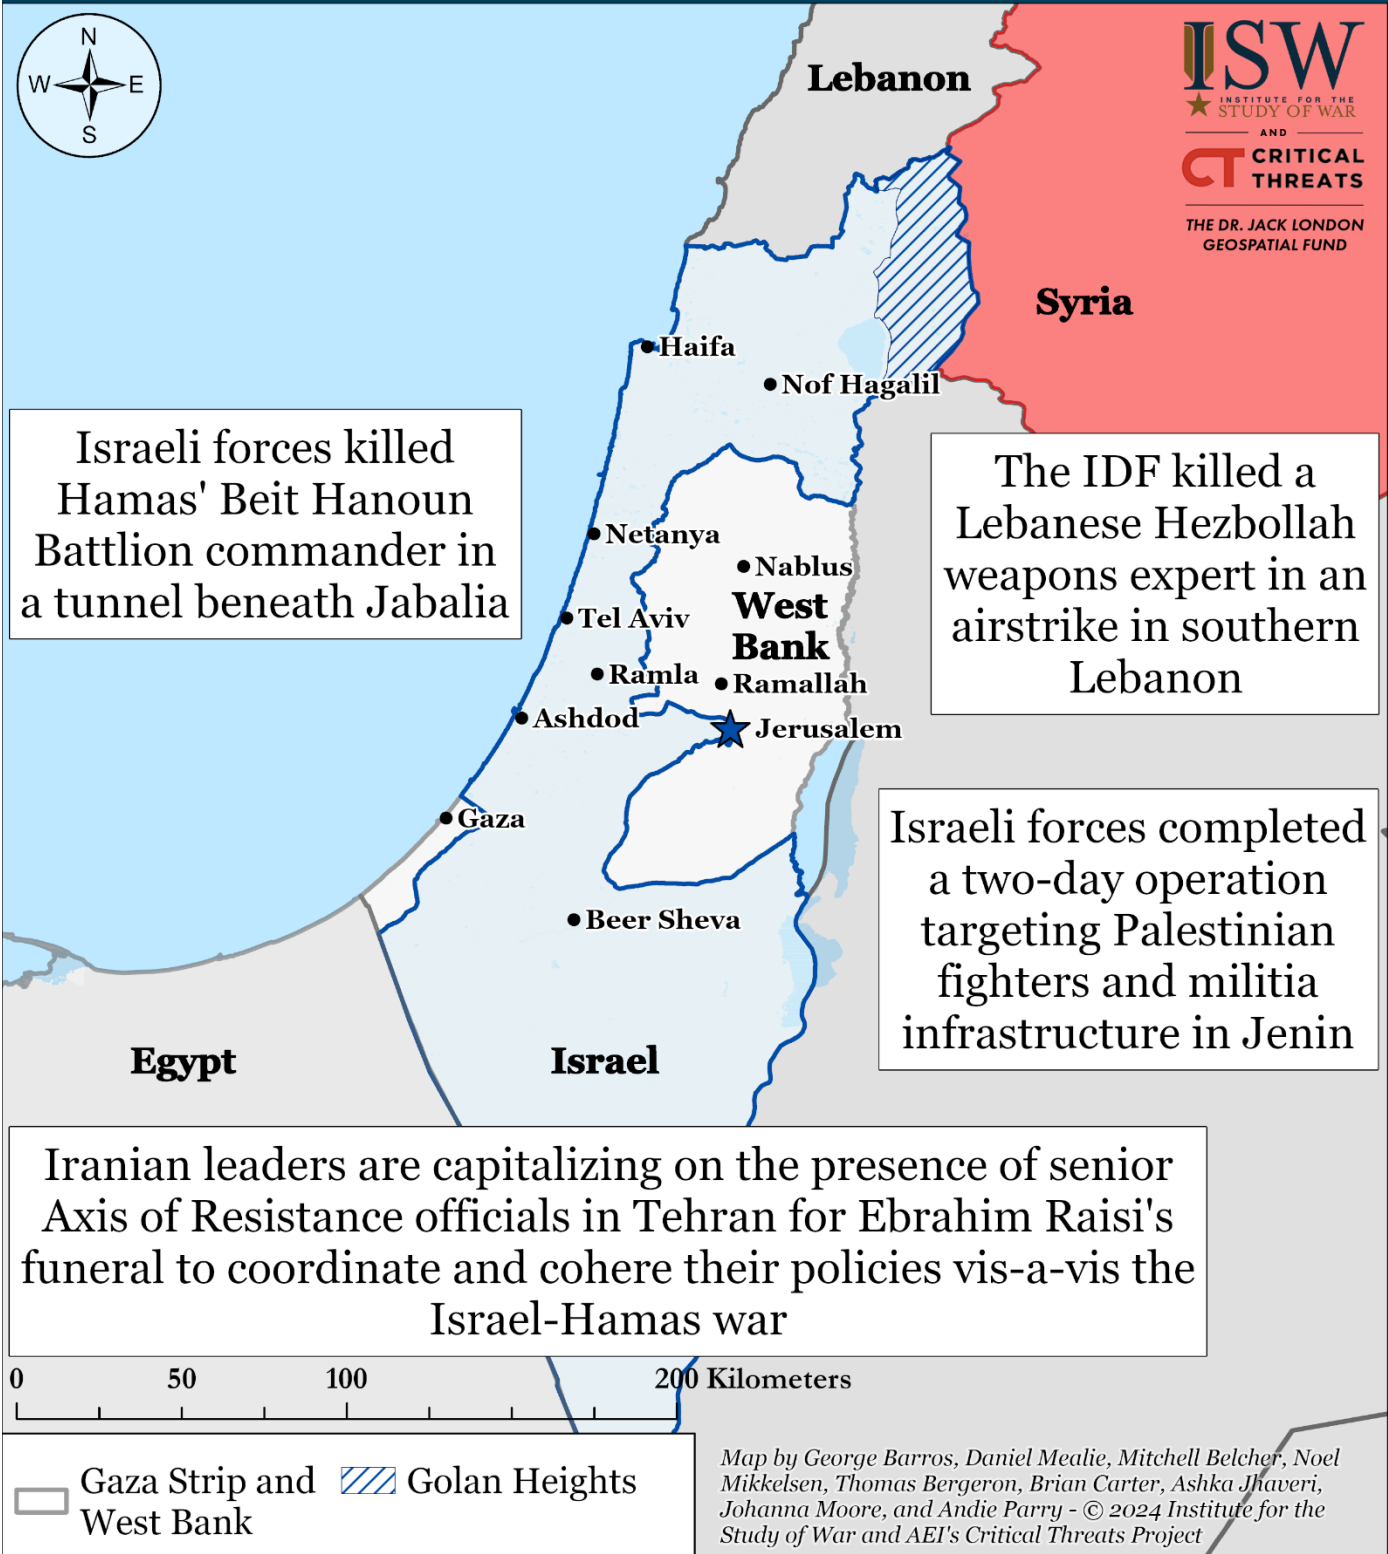 N
W E
S
Lebanon
ISW
INSTITUTE FOR THE
STUDY OF WAR
AND
CT CRITICAL
THREATS
THE DR. JACK LONDON
GEOSPATIAL FUND
Syria
Haifa
Nof Hagalil
Israeli forces killed
Hamas' Beit Hanoun
Battlion commander in
a tunnel beneath Jabalia
The IDF killed a
Lebanese Hezbollah
weapons expert in an
airstrike in southern
Lebanon
Netanya
Nablus
West
Bank
Tel Aviv
Ramla
Ramallah
Ashdod
Jerusalem
Gaza
Israeli forces completed
a two-day operation
targeting Palestinian
fighters and militia
infrastructure in Jenin
Beer Sheva
Egypt
Israel
Iranian leaders are capitalizing on the presence of senior
Axis of Resistance officials in Tehran for Ebrahim Raisi's
funeral to coordinate and cohere their policies vis-a-vis the
Israel-Hamas war
0 50 100 200 Kilometers
Gaza Strip and
West Bank
Golan Heights
Map by George Barros, Daniel Mealie, Mitchell Belcher, Noel
Mikkelsen, Thomas Bergeron, Brian Carter, Ashka Jhaveri,
Johanna Moore, and Andie Parry - © 2024 Institute for the
Study of War and AEI's Critical Threats Project